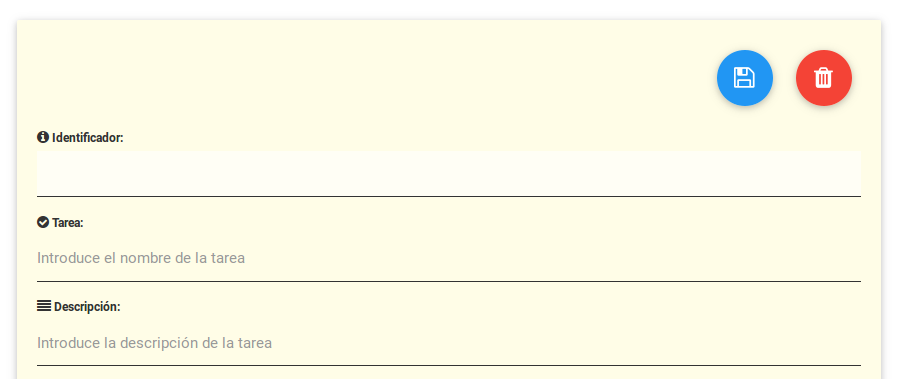 Identificador:
Tarea:
Introduce el nombre de la tarea
Descripción:
Introduce la descripción de la tarea